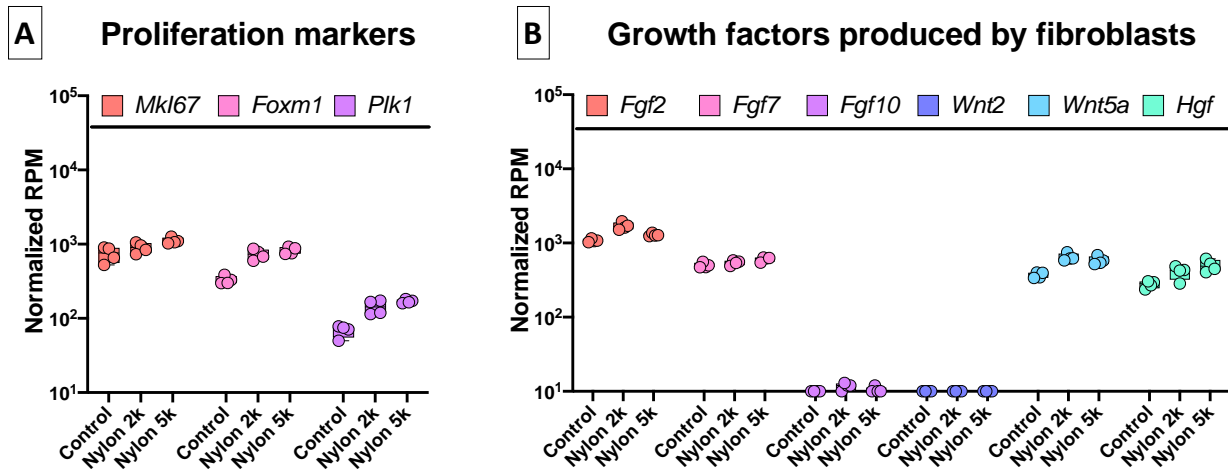 A Proliferation markers
Normalized RPM
10^5
10^4
10^3
10^2
10^1
Mkl67 Foxm1 Plk1
Control Nylon 2k Nylon 5k Control Nylon 2k Nylon 5k Control Nylon 2k Nylon 5k
B Growth factors produced by fibroblasts
Normalized RPM
10^5
10^4
10^3
10^2
10^1
Fgf2 Fgf7 Fgf10 Wnt2 Wnt5a Hgf
Control Nylon 2k Nylon 5k Control Nylon 2k Nylon 5k Control Nylon 2k Nylon 5k Control Nylon 2k Nylon 5k Control Nylon 2k Nylon 5k Control Nylon 2k Nylon 5k